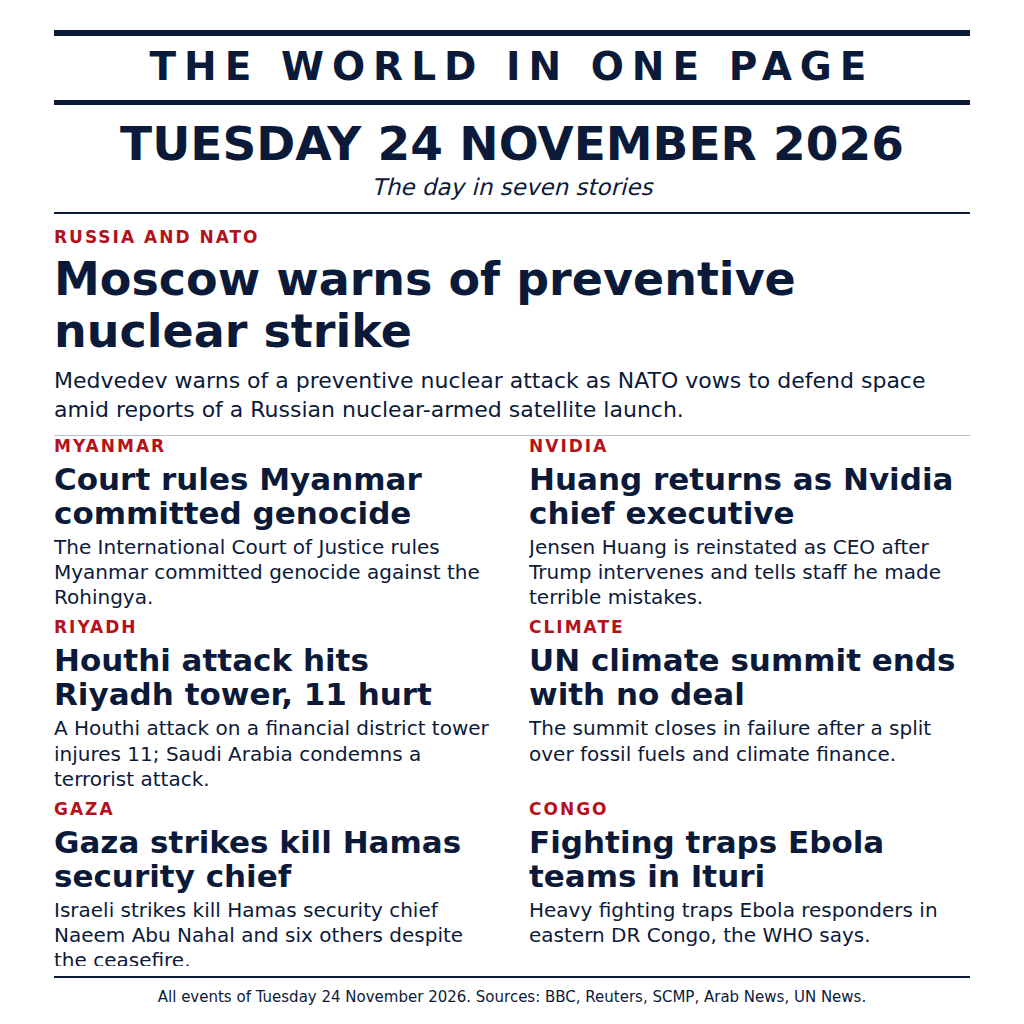 THE WORLD IN ONE PAGE
TUESDAY 24 NOVEMBER 2026
The day in seven stories
RUSSIA AND NATO
Moscow warns of preventive
nuclear strike
Medvedev warns of a preventive nuclear attack as NATO vows to defend space
amid reports of a Russian nuclear-armed satellite launch.
MYANMAR
Court rules Myanmar
committed genocide
The International Court of Justice rules
Myanmar committed genocide against the
Rohingya.
NVIDIA
Huang returns as Nvidia
chief executive
Jensen Huang is reinstated as CEO after
Trump intervenes and tells staff he made
terrible mistakes.
RIYADH
Houthi attack hits
Riyadh tower, 11 hurt
A Houthi attack on a financial district tower
injures 11; Saudi Arabia condemns a
terrorist attack.
CLIMATE
UN climate summit ends
with no deal
The summit closes in failure after a split
over fossil fuels and climate finance.
GAZA
Gaza strikes kill Hamas
security chief
Israeli strikes kill Hamas security chief
Naeem Abu Nahal and six others despite
the ceasefire.
CONGO
Fighting traps Ebola
teams in Ituri
Heavy fighting traps Ebola responders in
eastern DR Congo, the WHO says.
All events of Tuesday 24 November 2026. Sources: BBC, Reuters, SCMP, Arab News, UN News.